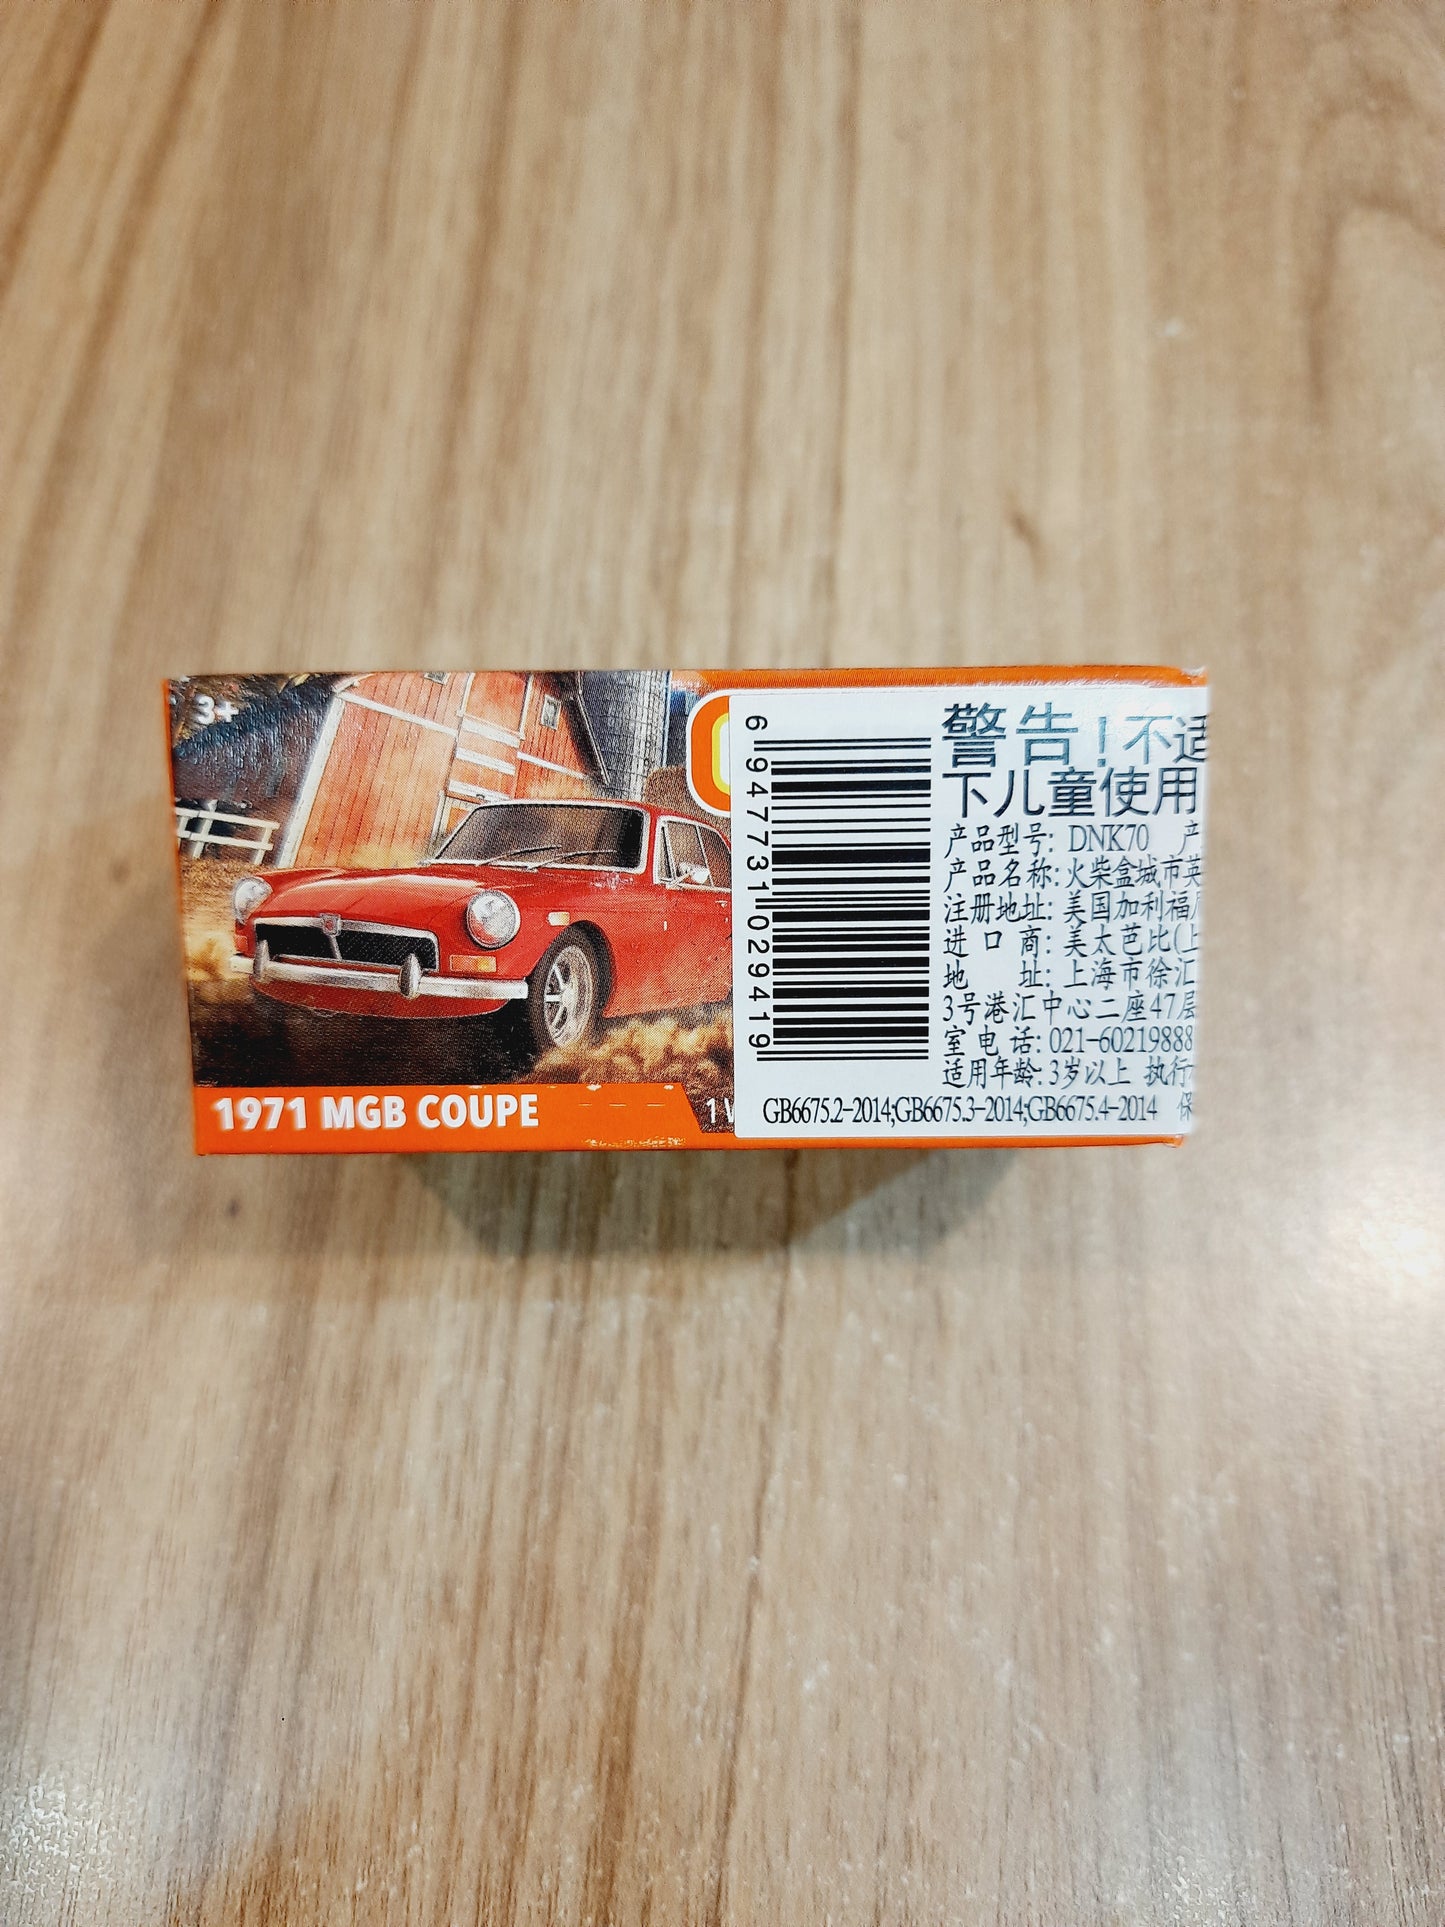 3+
1971 MGB COUPE
1
6 947731 029419
警告!不适
下儿童使用
产品型号: DNK70 产
产品名称:火柴盒城市英
注册地址: 美国加利福
进口商: 美太芭比(上
地址: 上海市徐汇
3号港汇中心二座47层
室 电话: 021-60219888
适用年龄: 3岁以上 执行
GB6675.2-2014;GB6675.3-2014;GB6675.4-2014 保